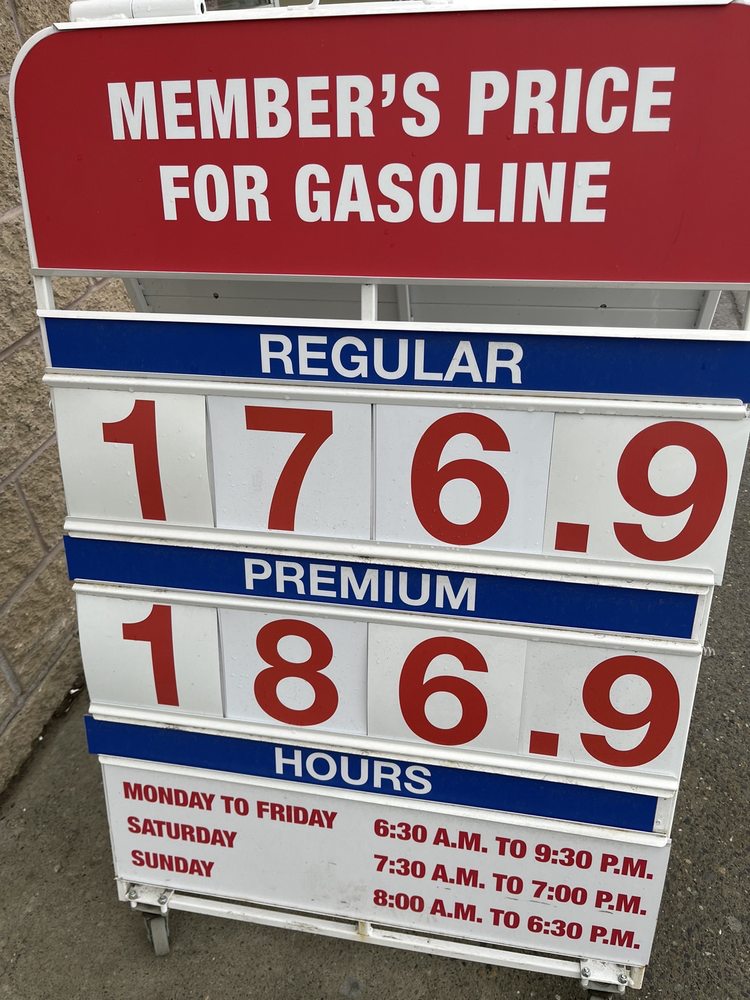 MEMBER'S PRICE
FOR GASOLINE
REGULAR
176.9
PREMIUM
186.9
HOURS
MONDAY TO FRIDAY 6:30 A.M. TO 9:30 P.M.
SATURDAY 7:30 A.M. TO 7:00 P.M.
SUNDAY 8:00 A.M. TO 6:30 P.M.